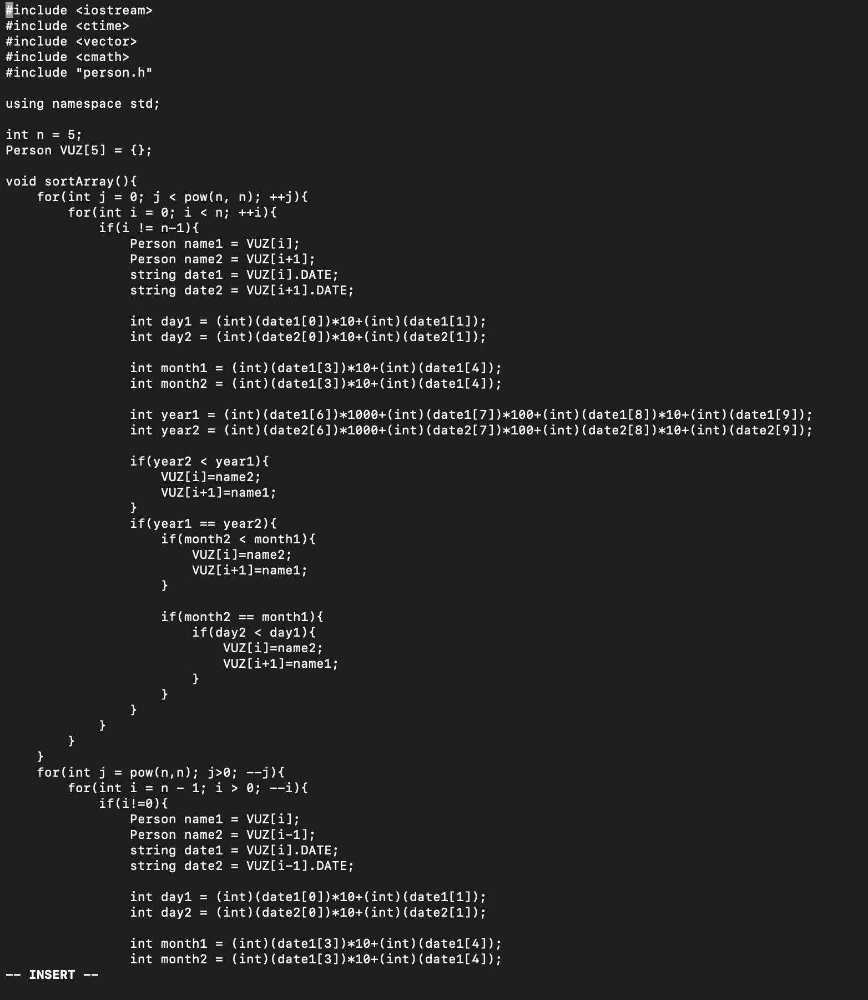 #include <iostream>
#include <ctime>
#include <vector>
#include <cmath>
#include "person.h"

using namespace std;

int n = 5;
Person VUZ[5] = {};

void sortArray(){
    for(int j = 0; j < pow(n, n); ++j){
        for(int i = 0; i < n; ++i){
            if(i != n-1){
                Person name1 = VUZ[i];
                Person name2 = VUZ[i+1];
                string date1 = VUZ[i].DATE;
                string date2 = VUZ[i+1].DATE;

                int day1 = (int)(date1[0])*10+(int)(date1[1]);
                int day2 = (int)(date2[0])*10+(int)(date2[1]);

                int month1 = (int)(date1[3])*10+(int)(date1[4]);
                int month2 = (int)(date1[3])*10+(int)(date1[4]);

                int year1 = (int)(date1[6])*1000+(int)(date1[7])*100+(int)(date1[8])*10+(int)(date1[9]);
                int year2 = (int)(date2[6])*1000+(int)(date2[7])*100+(int)(date2[8])*10+(int)(date2[9]);

                if(year2 < year1){
                    VUZ[i]=name2;
                    VUZ[i+1]=name1;
                }
                if(year1 == year2){
                    if(month2 < month1){
                        VUZ[i]=name2;
                        VUZ[i+1]=name1;
                    }

                    if(month2 == month1){
                        if(day2 < day1){
                            VUZ[i]=name2;
                            VUZ[i+1]=name1;
                        }
                    }
                }
            }
        }
    }
    for(int j = pow(n,n); j>0; --j){
        for(int i = n - 1; i > 0; --i){
            if(i!=0){
                Person name1 = VUZ[i];
                Person name2 = VUZ[i-1];
                string date1 = VUZ[i].DATE;
                string date2 = VUZ[i-1].DATE;

                int day1 = (int)(date1[0])*10+(int)(date1[1]);
                int day2 = (int)(date2[0])*10+(int)(date2[1]);

                int month1 = (int)(date1[3])*10+(int)(date1[4]);
                int month2 = (int)(date1[3])*10+(int)(date1[4]);
-- INSERT --